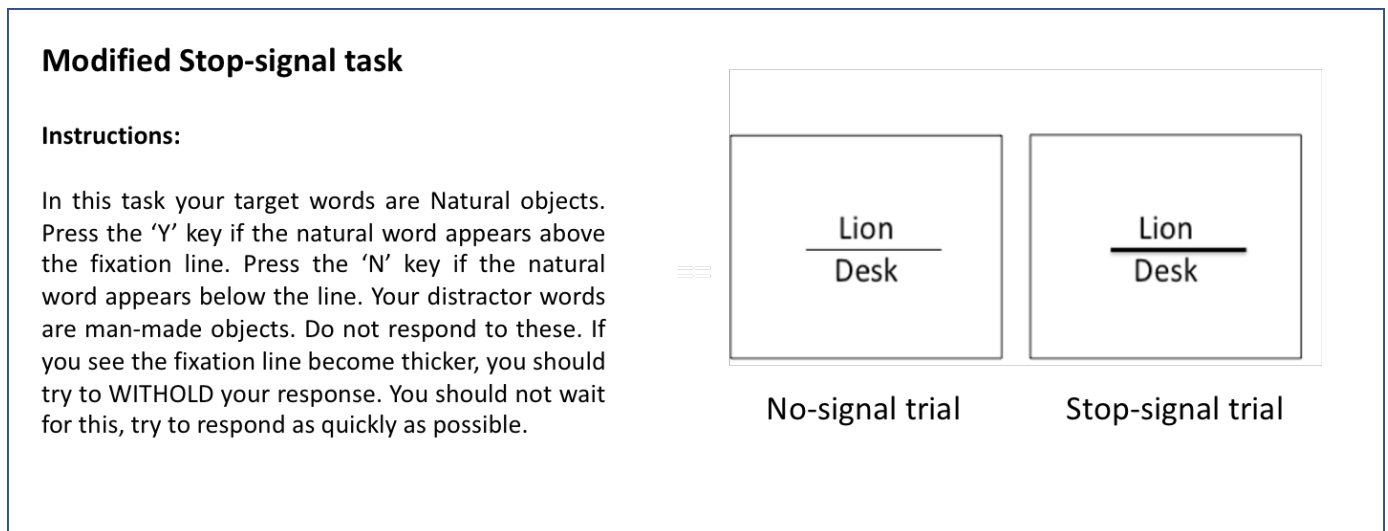 Modified Stop-signal task
Instructions:
In this task your target words are Natural objects.
Press the ‘Y’ key if the natural word appears above
the fixation line. Press the ‘N’ key if the natural
word appears below the line. Your distractor words
are man-made objects. Do not respond to these. If
you see the fixation line become thicker, you should
try to WITHOLD your response. You should not wait
for this, try to respond as quickly as possible.
Lion
Desk
No-signal trial
Lion
Desk
Stop-signal trial